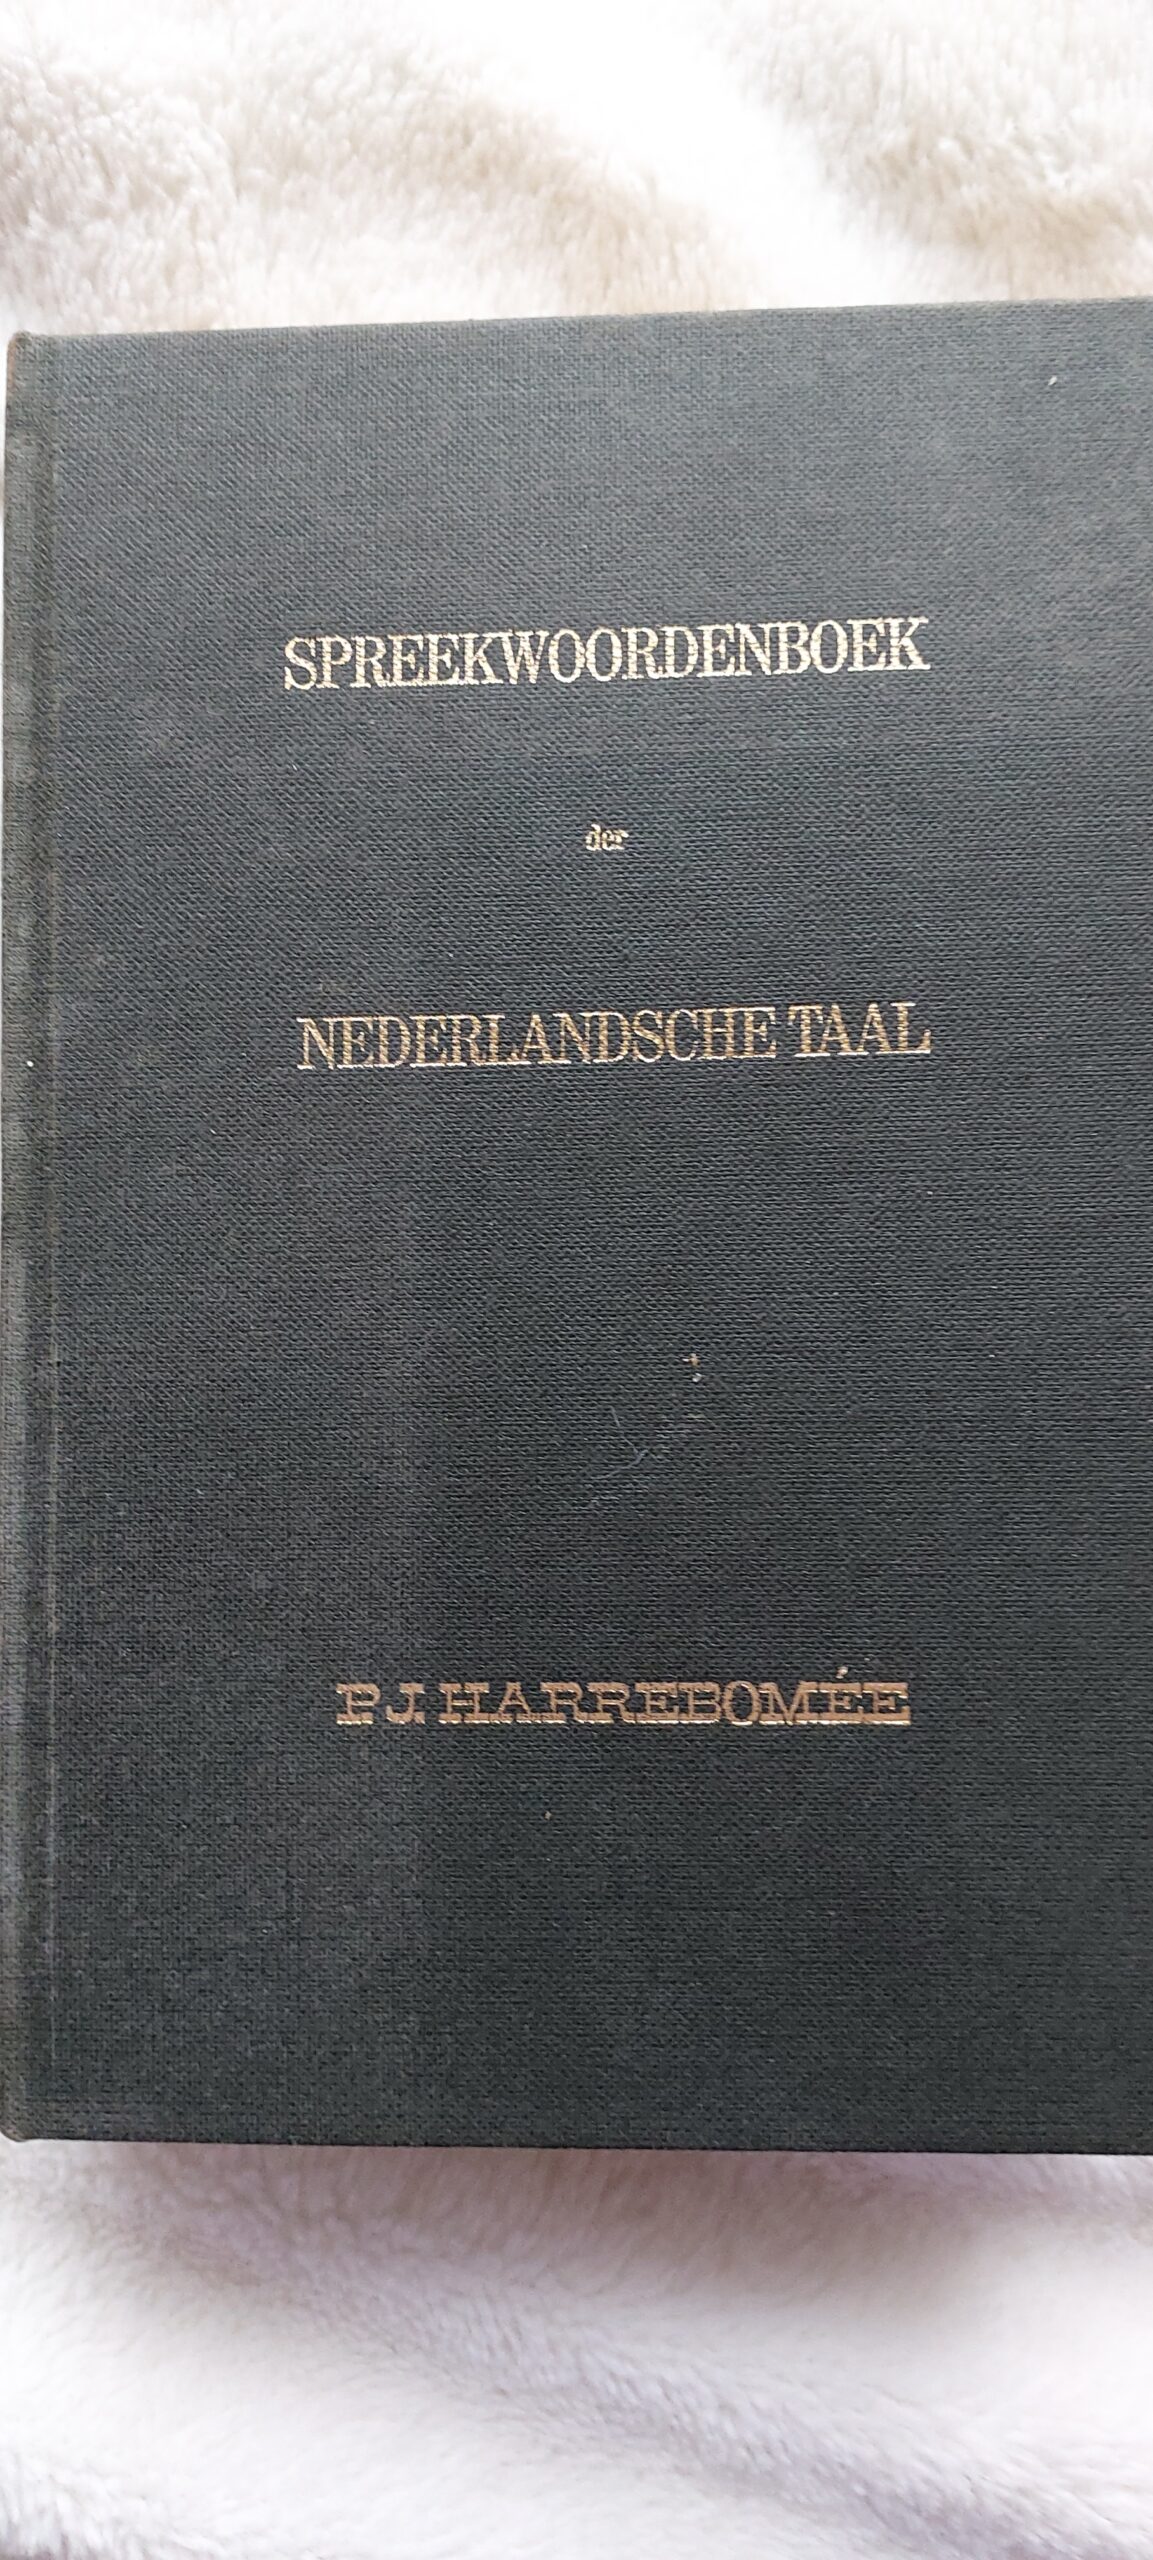 SPREEKWOORDENBOEK
der
NEDERLANDSCHE TAAL
P.J. HARREBOMÉE